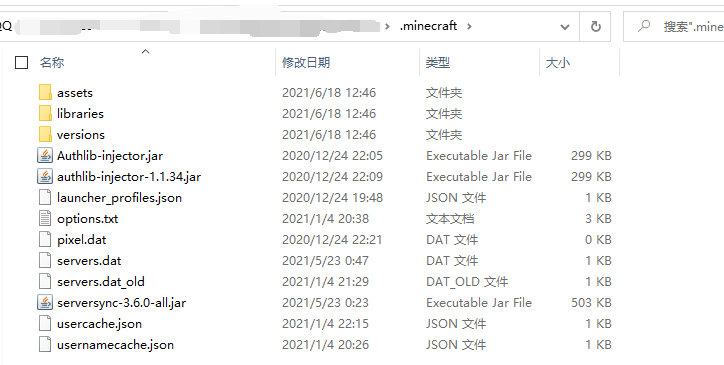 QQ .minecraft 搜索".mine
名称 修改日期 类型 大小
assets 2021/6/18 12:46 文件夹
libraries 2021/6/18 12:46 文件夹
versions 2021/6/18 12:46 文件夹
Authlib-injector.jar 2020/12/24 22:05 Executable Jar File 299 KB
authlib-injector-1.1.34.jar 2020/12/24 22:09 Executable Jar File 299 KB
launcher_profiles.json 2020/12/24 19:48 JSON 文件 1 KB
options.txt 2021/1/4 20:38 文本文档 3 KB
pixel.dat 2020/12/24 22:21 DAT 文件 0 KB
servers.dat 2021/5/23 0:47 DAT 文件 1 KB
servers.dat_old 2021/1/4 21:29 DAT_OLD 文件 1 KB
serversync-3.6.0-all.jar 2021/5/23 0:23 Executable Jar File 503 KB
usercache.json 2021/1/4 22:15 JSON 文件 1 KB
usernamecache.json 2021/1/4 20:26 JSON 文件 1 KB